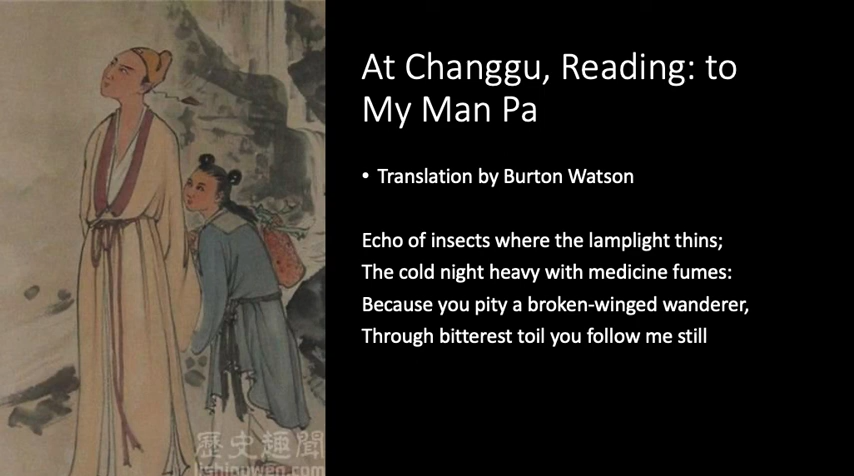 At Changgu, Reading: to
My Man Pa
• Translation by Burton Watson
Echo of insects where the lamplight thins;
The cold night heavy with medicine fumes:
Because you pity a broken-winged wanderer,
Through bitterest toil you follow me still
歷史趣聞
lishiquwen.com